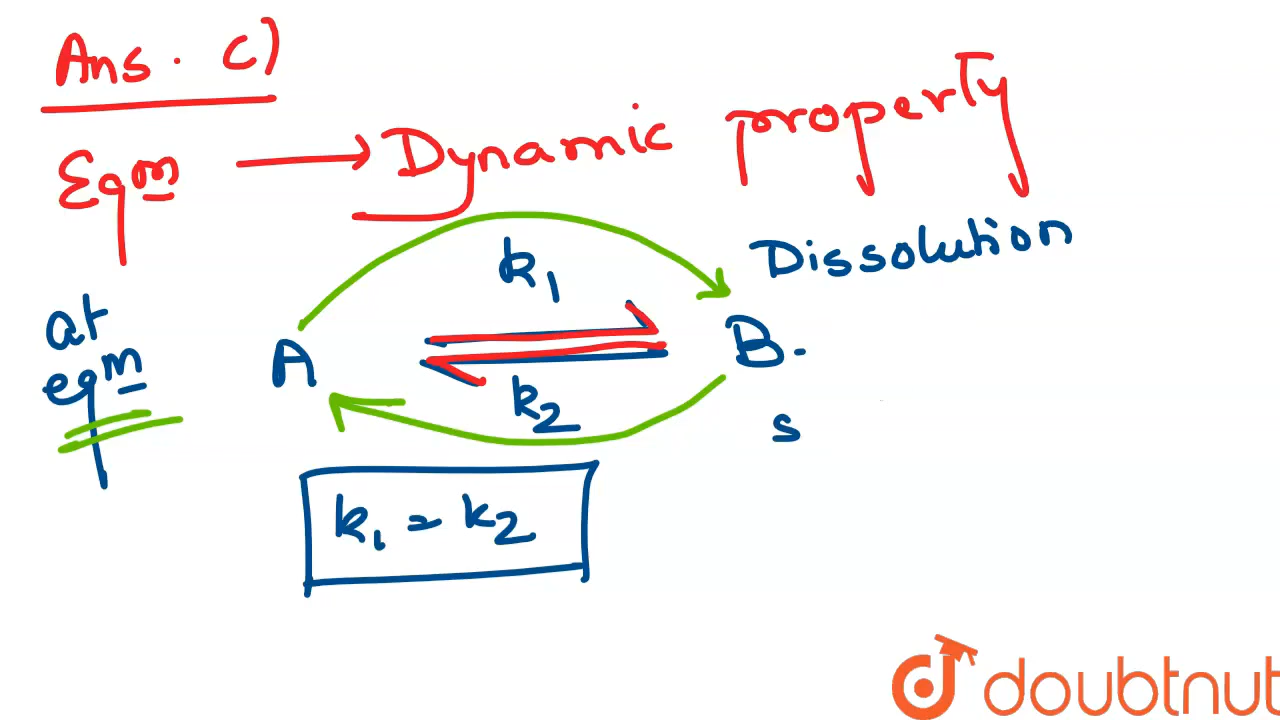 Ans. c)
Eqm → Dynamic property
Dissolution
k1
at eqm
A ⇌ B.
k2
s
k1 = k2
doubtnut